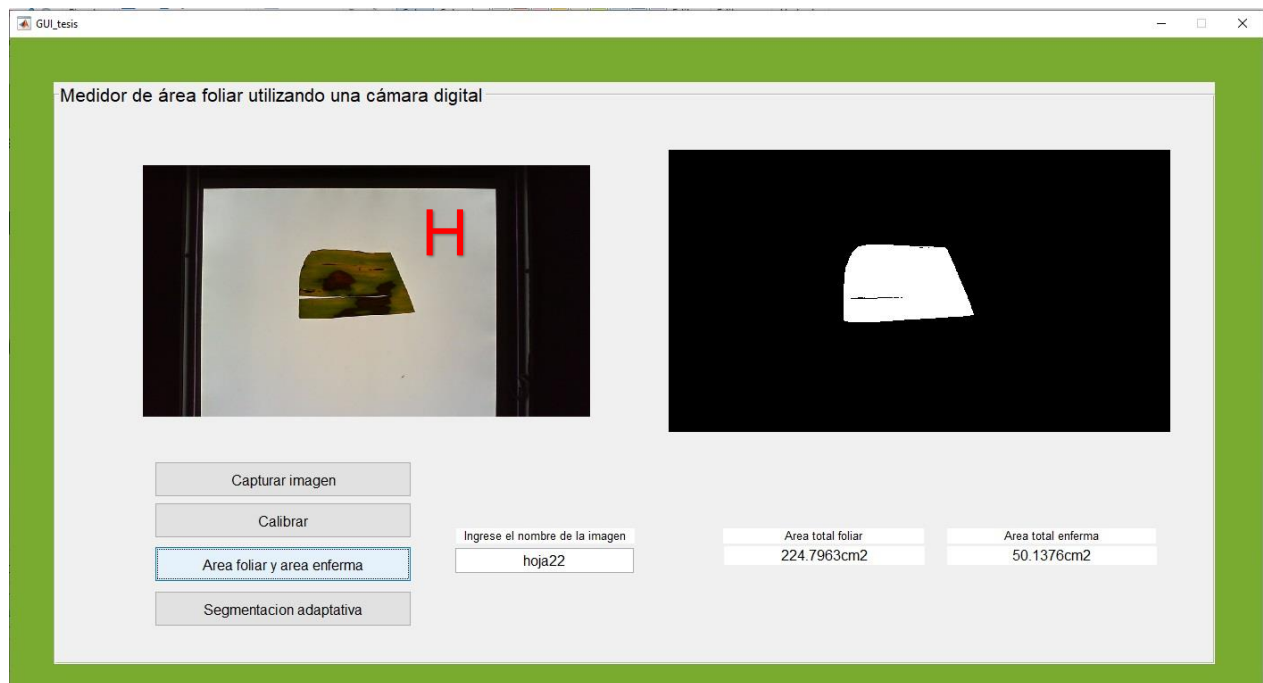 GUI_tesis
Medidor de área foliar utilizando una cámara digital
H
Capturar imagen
Calibrar
Area foliar y area enferma
Segmentacion adaptativa
Ingrese el nombre de la imagen
hoja22
Area total foliar
224.7963cm2
Area total enferma
50.1376cm2